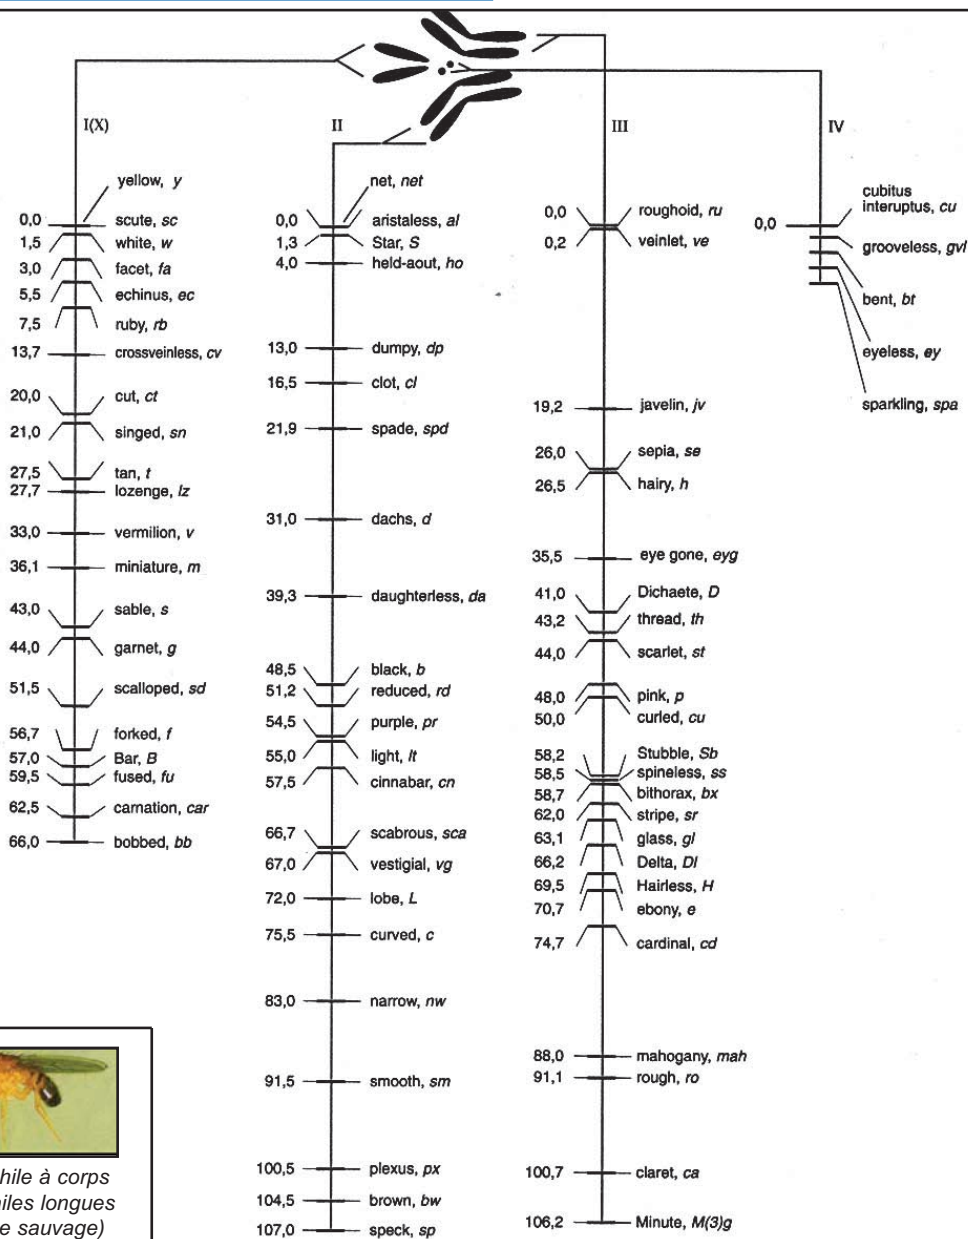 I(X)
II
III
IV
yellow, y
0,0 scute, sc
1,5 white, w
3,0 facet, fa
5,5 echinus, ec
7,5 ruby, rb
13,7 crossveinless, cv
20,0 cut, ct
21,0 singed, sn
27,5 tan, t
27,7 lozenge, lz
33,0 vermilion, v
36,1 miniature, m
43,0 sable, s
44,0 garnet, g
51,5 scalloped, sd
56,7 forked, f
57,0 Bar, B
59,5 fused, fu
62,5 carnation, car
66,0 bobbed, bb
net, net
0,0 aristaless, al
1,3 Star, S
4,0 held-aout, ho
13,0 dumpy, dp
16,5 clot, cl
21,9 spade, spd
31,0 dachs, d
39,3 daughterless, da
48,5 black, b
51,2 reduced, rd
54,5 purple, pr
55,0 light, lt
57,5 cinnabar, cn
66,7 scabrous, sca
67,0 vestigial, vg
72,0 lobe, L
75,5 curved, c
83,0 narrow, nw
91,5 smooth, sm
100,5 plexus, px
104,5 brown, bw
107,0 speck, sp
0,0 roughoid, ru
0,2 veinlet, ve
19,2 javelin, jv
26,0 sepia, se
26,5 hairy, h
35,5 eye gone, eyg
41,0 Dichaete, D
43,2 thread, th
44,0 scarlet, st
48,0 pink, p
50,0 curled, cu
58,2 Stubble, Sb
58,5 spineless, ss
58,7 bithorax, bx
62,0 stripe, sr
63,1 glass, gl
66,2 Delta, Dl
69,5 Hairless, H
70,7 ebony, e
74,7 cardinal, cd
88,0 mahogany, mah
91,1 rough, ro
100,7 claret, ca
106,2 Minute, M(3)g
cubitus
0,0 interuptus, cu
grooveless, gvl
bent, bt
eyeless, ey
sparkling, spa
hile à corps
iles longues
e sauvage)